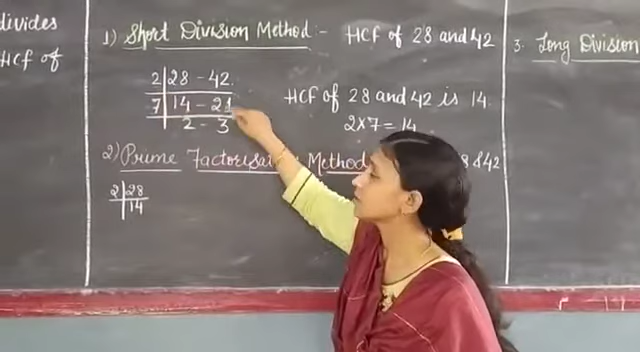 divides
HCF of
1) Short Division Method :- HCF of 28 and 42
2 | 28 - 42
7 | 14 - 21
2 - 3
HCF of 28 and 42 is 14.
2×7 = 14
2) Prime Factorisa Method 8 & 42
2 | 28
14
3. Long Division